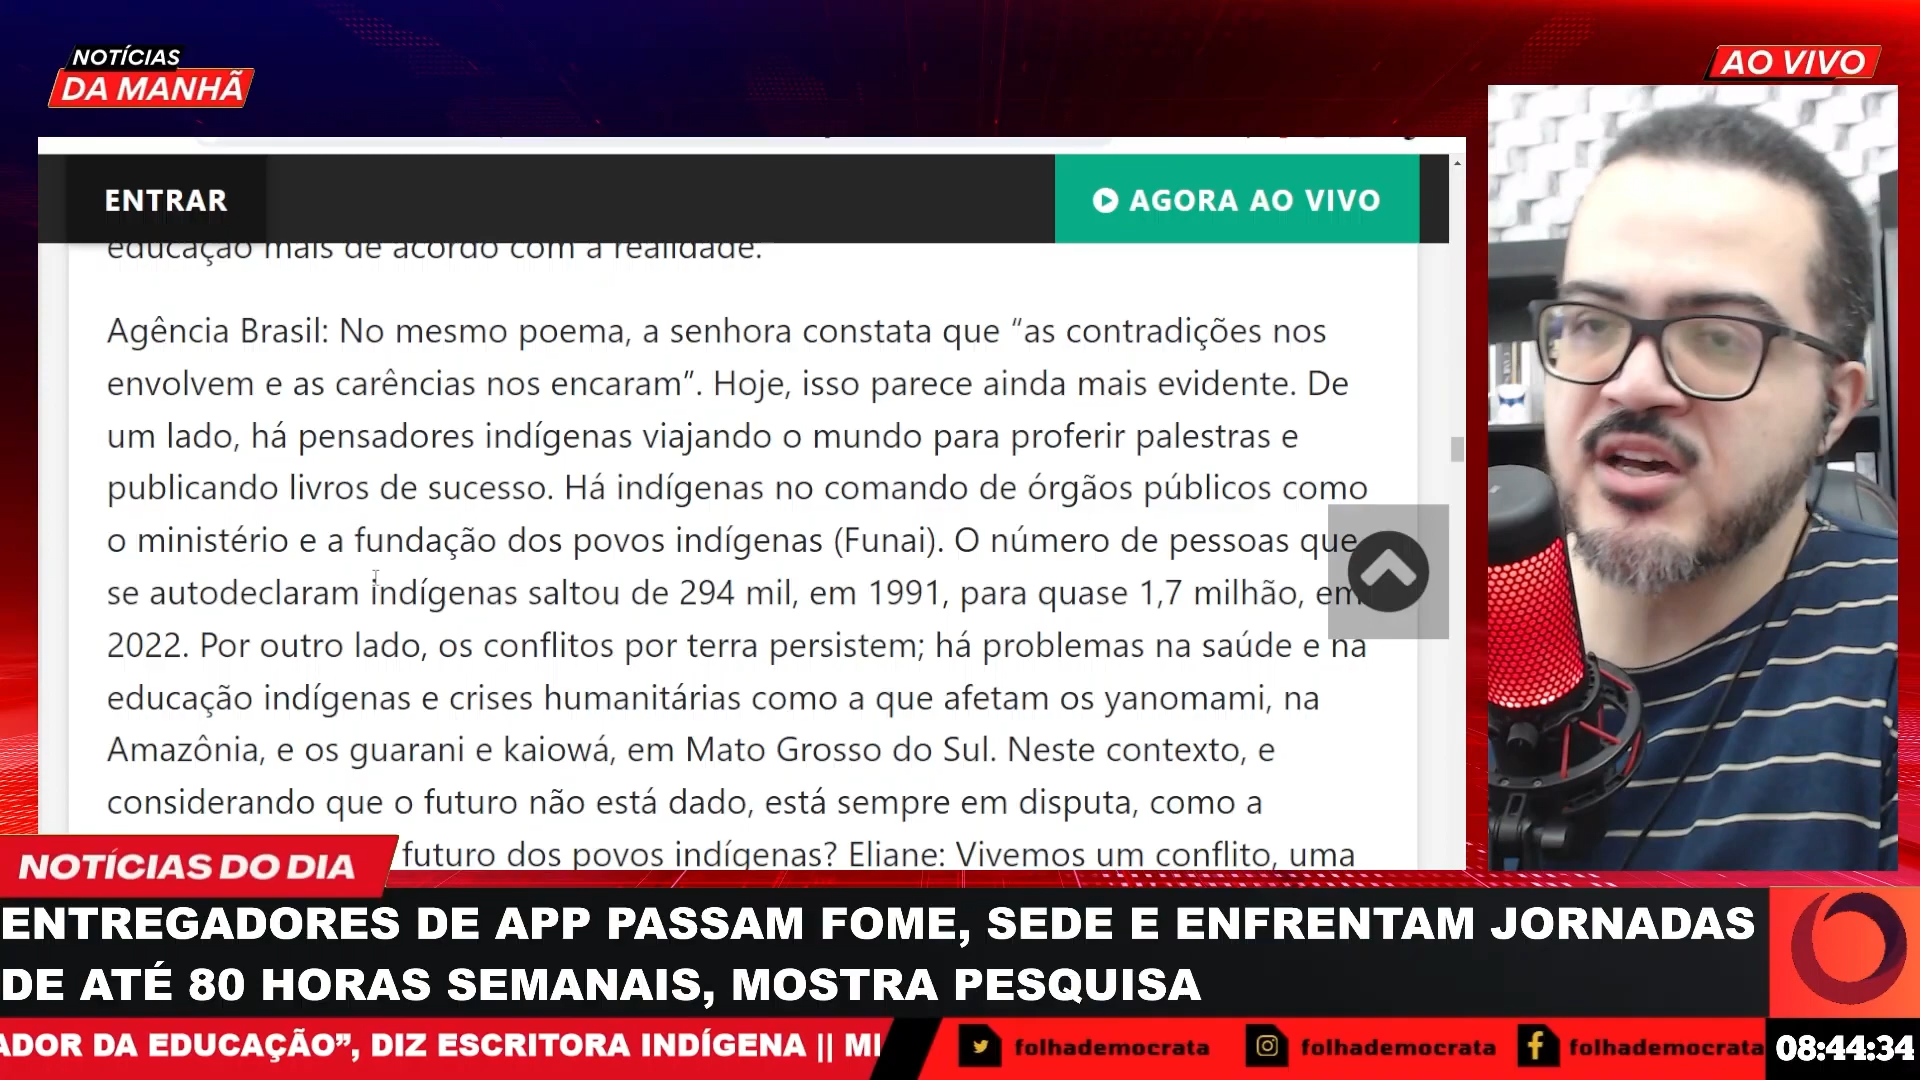 NOTÍCIAS
DA MANHÃ
AO VIVO
ENTRAR
AGORA AO VIVO
educação mais de acordo com a realidade.
Agência Brasil: No mesmo poema, a senhora constata que “as contradições nos
envolvem e as carências nos encaram”. Hoje, isso parece ainda mais evidente. De
um lado, há pensadores indígenas viajando o mundo para proferir palestras e
publicando livros de sucesso. Há indígenas no comando de órgãos públicos como
o ministério e a fundação dos povos indígenas (Funai). O número de pessoas que
se autodeclaram indígenas saltou de 294 mil, em 1991, para quase 1,7 milhão, em
2022. Por outro lado, os conflitos por terra persistem; há problemas na saúde e na
educação indígenas e crises humanitárias como a que afetam os yanomami, na
Amazônia, e os guarani e kaiowá, em Mato Grosso do Sul. Neste contexto, e
considerando que o futuro não está dado, está sempre em disputa, como a
futuro dos povos indígenas? Eliane: Vivemos um conflito, uma
NOTÍCIAS DO DIA
ENTREGADORES DE APP PASSAM FOME, SEDE E ENFRENTAM JORNADAS
DE ATÉ 80 HORAS SEMANAIS, MOSTRA PESQUISA
ADOR DA EDUCAÇÃO”, DIZ ESCRITORA INDÍGENA || MI
folhademocrata
folhademocrata
folhademocrata
08:44:34